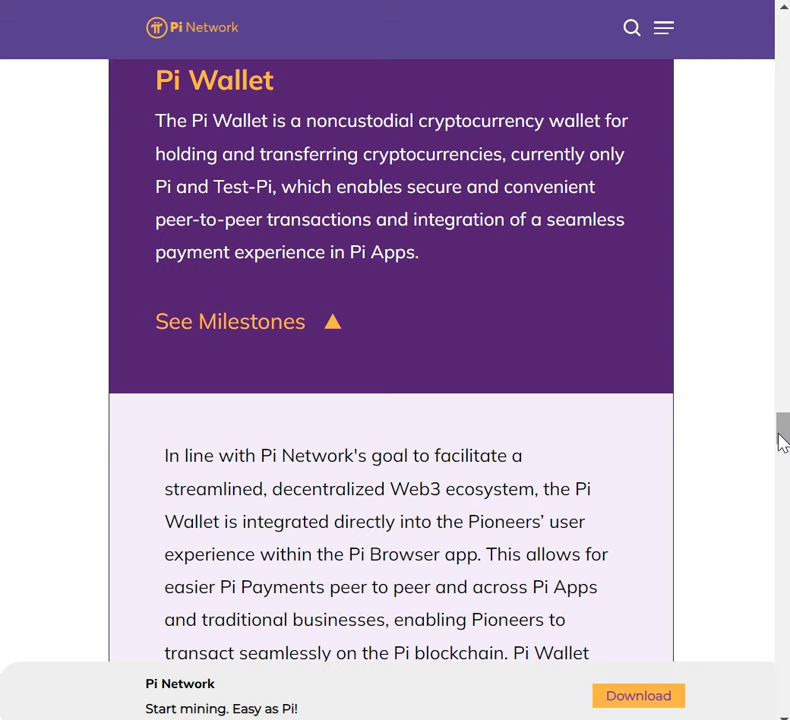 Pi Network
Pi Wallet
The Pi Wallet is a noncustodial cryptocurrency wallet for
holding and transferring cryptocurrencies, currently only
Pi and Test-Pi, which enables secure and convenient
peer-to-peer transactions and integration of a seamless
payment experience in Pi Apps.
See Milestones
In line with Pi Network's goal to facilitate a
streamlined, decentralized Web3 ecosystem, the Pi
Wallet is integrated directly into the Pioneers’ user
experience within the Pi Browser app. This allows for
easier Pi Payments peer to peer and across Pi Apps
and traditional businesses, enabling Pioneers to
transact seamlessly on the Pi blockchain. Pi Wallet
Pi Network
Start mining. Easy as Pi!
Download